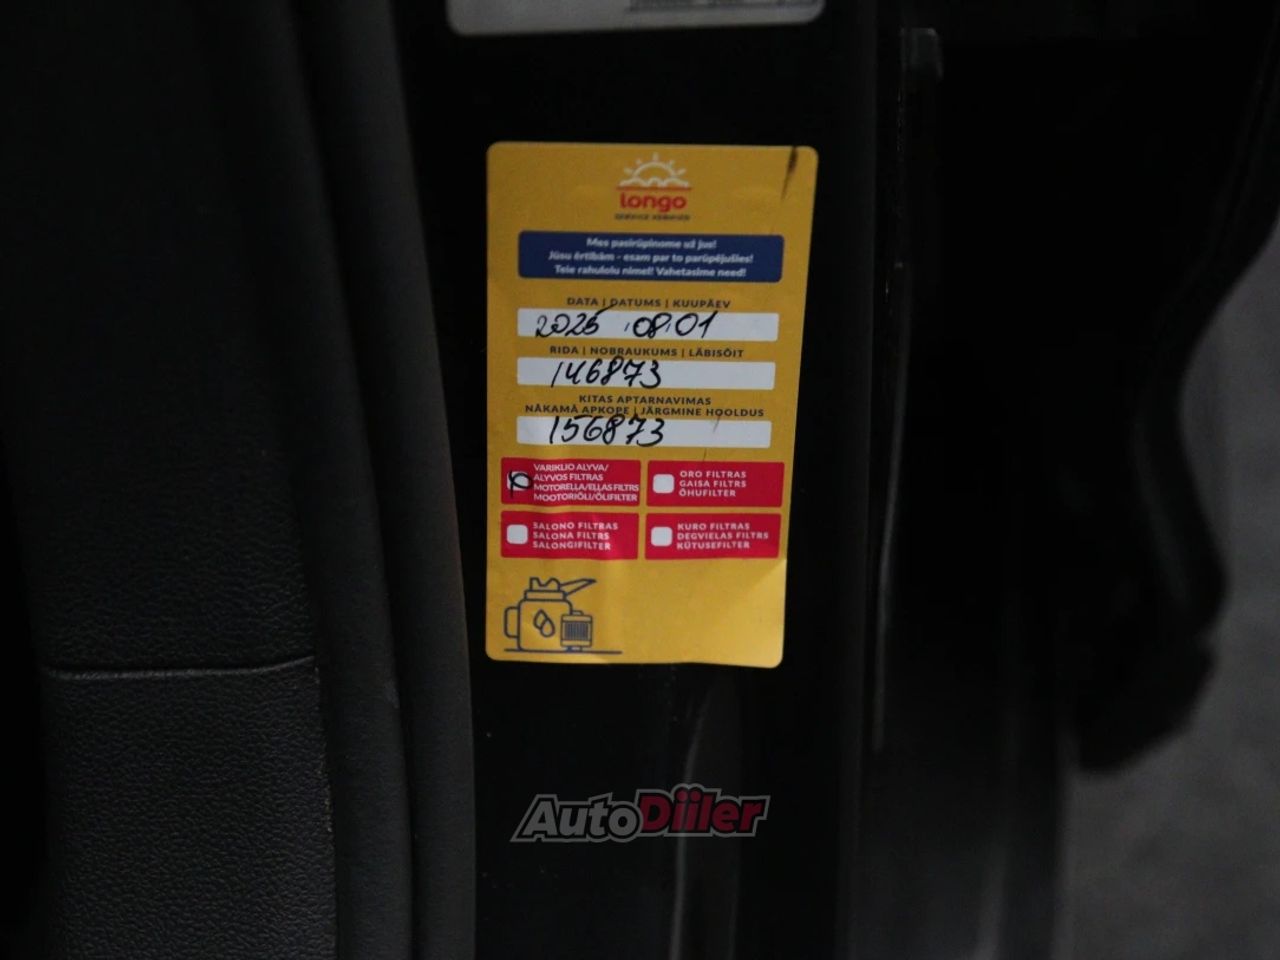 longo
Mes pasirūpinome už jus!
Jūsu ērtībām - esam par to parūpējušies!
Teie rahulolu nimel! Vahetasime need!
DATA | DATUMS | KUUPÄEV
2025.08.01
RIDA | NOBRAUKUMS | LÄBISÕIT
146873
KITAS APTARNAVIMAS
NĀKAMĀ APKOPE | JÄRGMINE HOOLDUS
156873
VARIKLIO ALYVA/
ALYVOS FILTRAS
MOTOREĻĻA/EĻĻAS FILTRS
MOOTORIÕLI/ÕLIFILTER
ORO FILTRAS
GAISA FILTRS
ÕHUFILTER
SALONO FILTRAS
SALONA FILTRS
SALONGIFILTER
KURO FILTRAS
DEGVIELAS FILTRS
KÜTUSEFILTER
AutoDiiler